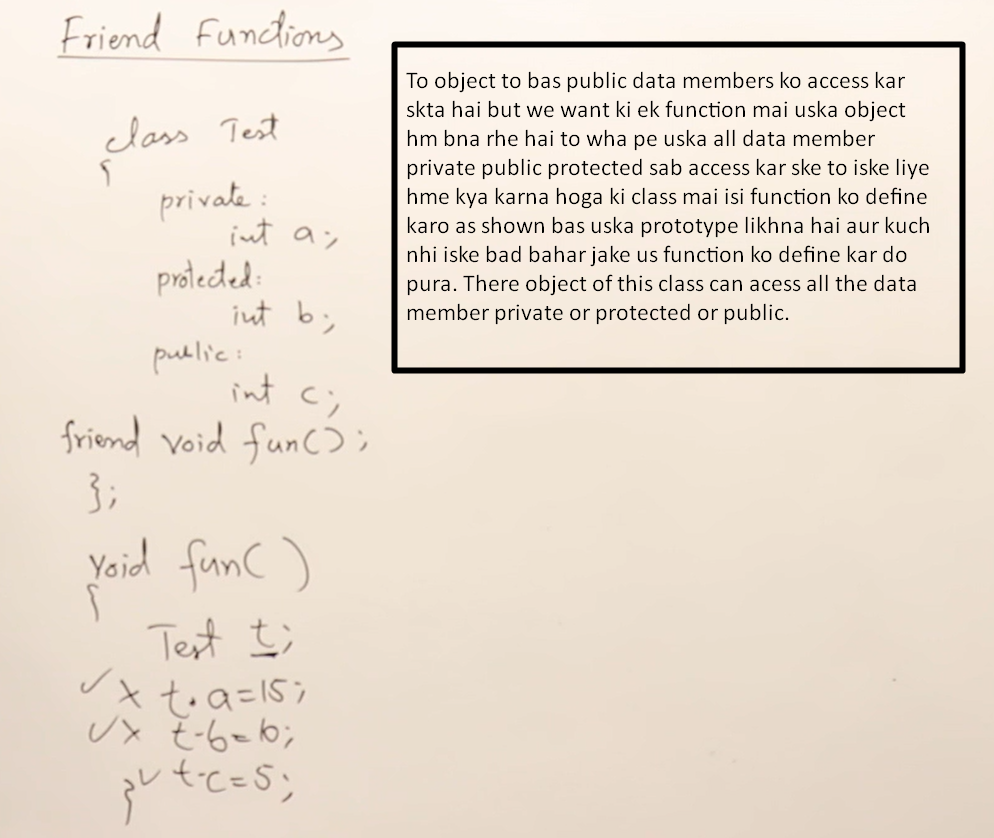 Friend Functions
class Test
{
private:
int a;
protected:
int b;
public:
int c;
friend void fun();
};
void fun()
{
Test t;
✓ x t.a=15;
✓ x t.b=6;
} ✓ t.c=5;
To object to bas public data members ko access kar
skta hai but we want ki ek function mai uska object
hm bna rhe hai to wha pe uska all data member
private public protected sab access kar ske to iske liye
hme kya karna hoga ki class mai isi function ko define
karo as shown bas uska prototype likhna hai aur kuch
nhi iske bad bahar jake us function ko define kar do
pura. There object of this class can acess all the data
member private or protected or public.